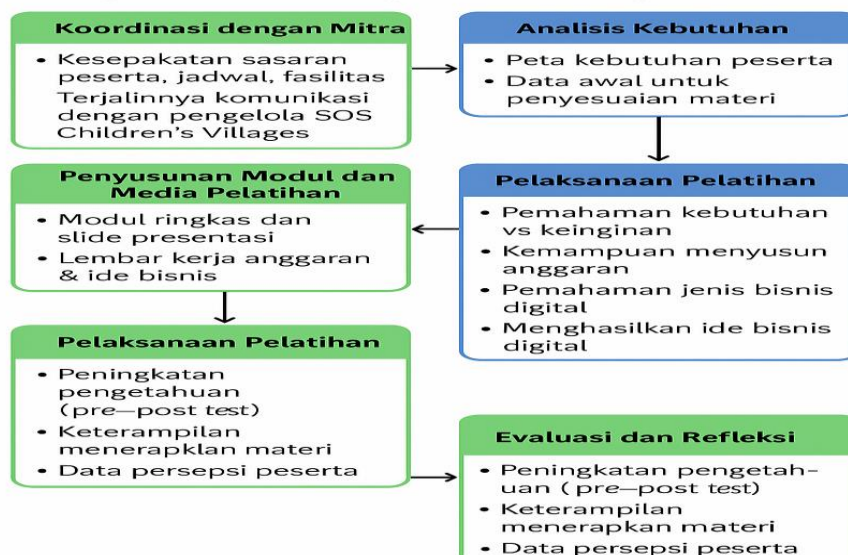 Koordinasi dengan Mitra
• Kesepakatan sasaran
peserta, jadwal, fasilitas
Terjalinnya komunikasi
dengan pengelola SOS
Children's Villages
Analisis Kebutuhan
• Peta kebutuhan peserta
• Data awal untuk
penyesuaian materi
Pelaksanaan Pelatihan
• Pemahaman kebutuhan
vs keinginan
• Kemampuan menyusun
anggaran
• Pemahaman jenis bisnis
digital
• Menghasilkan ide bisnis
digital
Penyusunan Modul dan
Media Pelatihan
• Modul ringkas dan
slide presentasi
• Lembar kerja anggaran
& ide bisnis
Pelaksanaan Pelatihan
• Peningkatan
pengetahuan
(pre—post test)
• Keterampilan
menerapklan materi
• Data persepsi peserta
Evaluasi dan Refleksi
• Peningkatan pengetah-
uan ( pre—post test)
• Keterampilan
menerapkan materi
• Data persepsi peserta